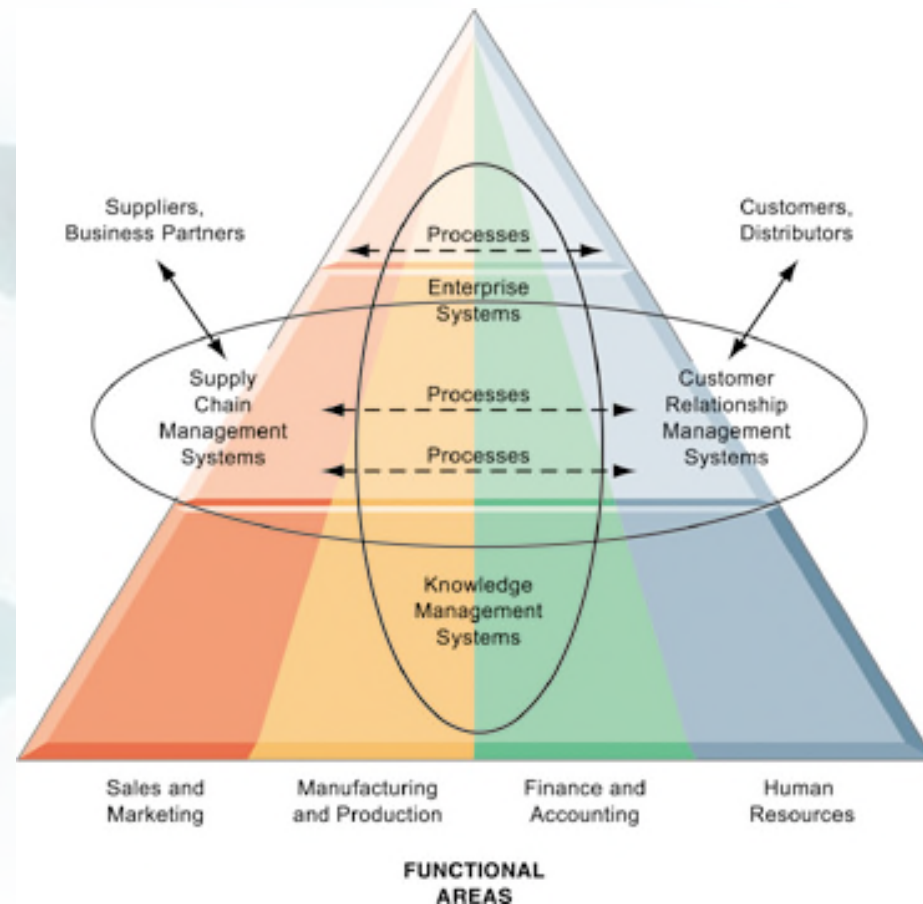 Suppliers,
Business Partners
Customers,
Distributors
Processes
Enterprise
Systems
Supply
Chain
Management
Systems
Processes
Processes
Customer
Relationship
Management
Systems
Knowledge
Management
Systems
Sales and
Marketing
Manufacturing
and Production
Finance and
Accounting
Human
Resources
FUNCTIONAL
AREAS